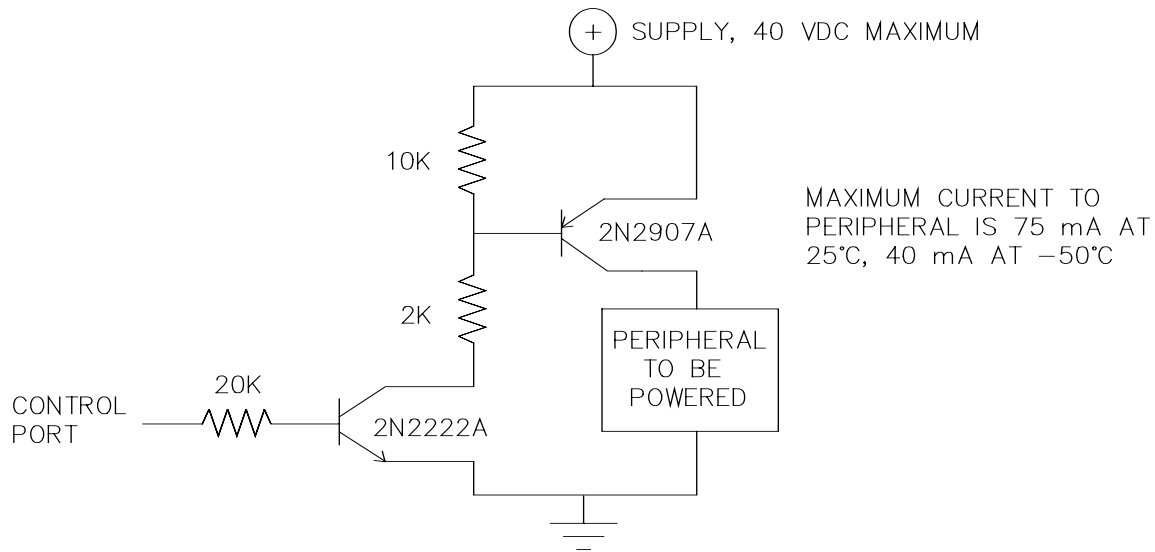 + SUPPLY, 40 VDC MAXIMUM
10K
MAXIMUM CURRENT TO
PERIPHERAL IS 75 mA AT
25°C, 40 mA AT −50°C
2N2907A
2K
PERIPHERAL
TO BE
POWERED
20K
CONTROL
PORT
2N2222A